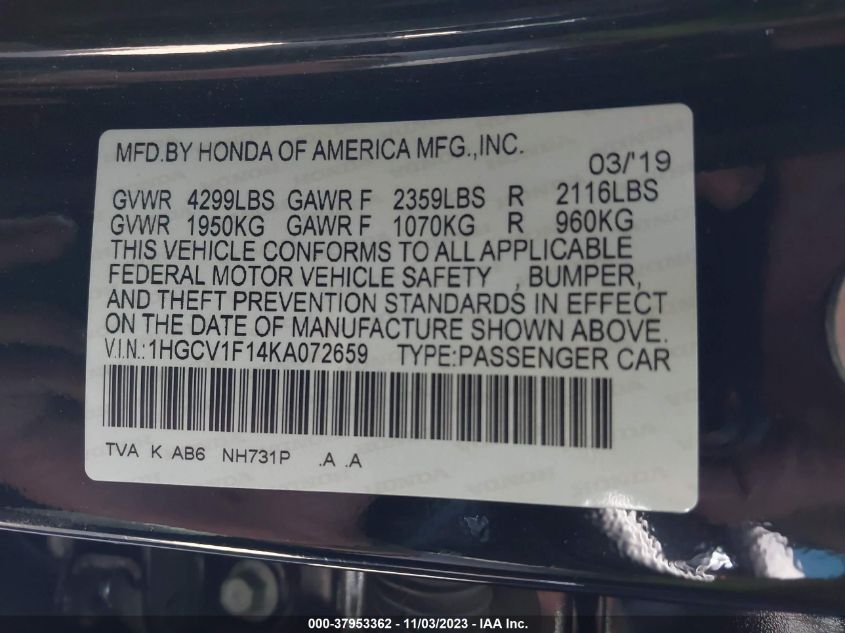 MFD.BY HONDA OF AMERICA MFG.,INC. 03/'19
GVWR 4299LBS GAWR F 2359LBS R 2116LBS
GVWR 1950KG GAWR F 1070KG R 960KG
THIS VEHICLE CONFORMS TO ALL APPLICABLE
FEDERAL MOTOR VEHICLE SAFETY , BUMPER,
AND THEFT PREVENTION STANDARDS IN EFFECT
ON THE DATE OF MANUFACTURE SHOWN ABOVE.
V.I.N.:1HGCV1F14KA072659 TYPE:PASSENGER CAR
TVA K AB6 NH731P .A .A
000-37953362 - 11/03/2023 - IAA Inc.